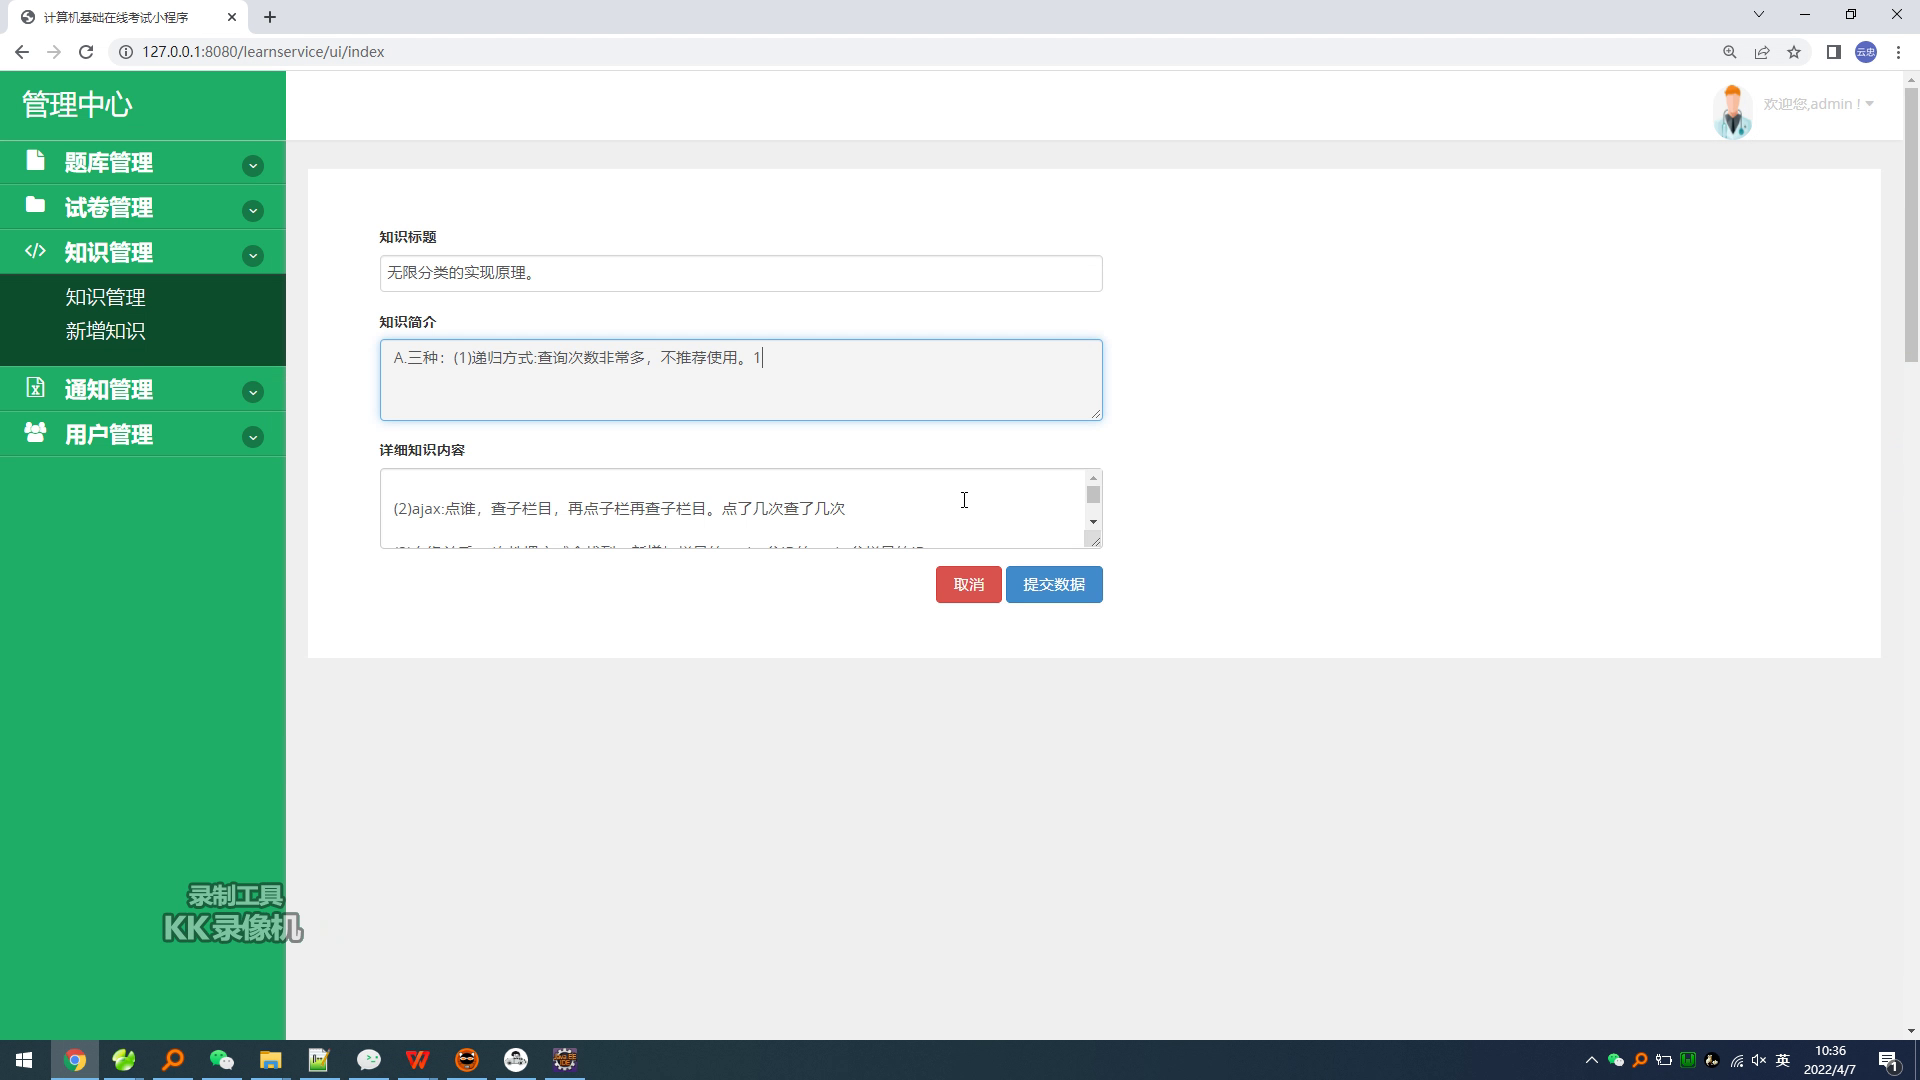 计算机基础在线考试小程序
127.0.0.1:8080/learnservice/ui/index
云忠
管理中心
欢迎您,admin !
题库管理
试卷管理
知识管理
知识管理
新增知识
通知管理
用户管理
知识标题
无限分类的实现原理。
知识简介
A.三种：(1)递归方式:查询次数非常多，不推荐使用。1
详细知识内容
(2)ajax:点谁，查子栏目，再点子栏再查子栏目。点了几次查了几次
取消
提交数据
录制工具
KK录像机
英
10:36
2022/4/7
1